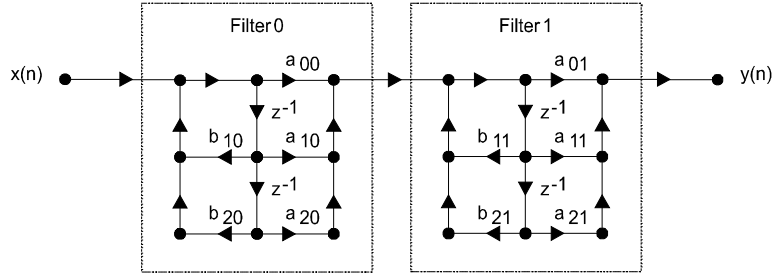 Filter 0 Filter 1
x(n) a 00 a 01 y(n)
z-1 z-1
b 10 a 10 b 11 a 11
z-1 z-1
b 20 a 20 b 21 a 21